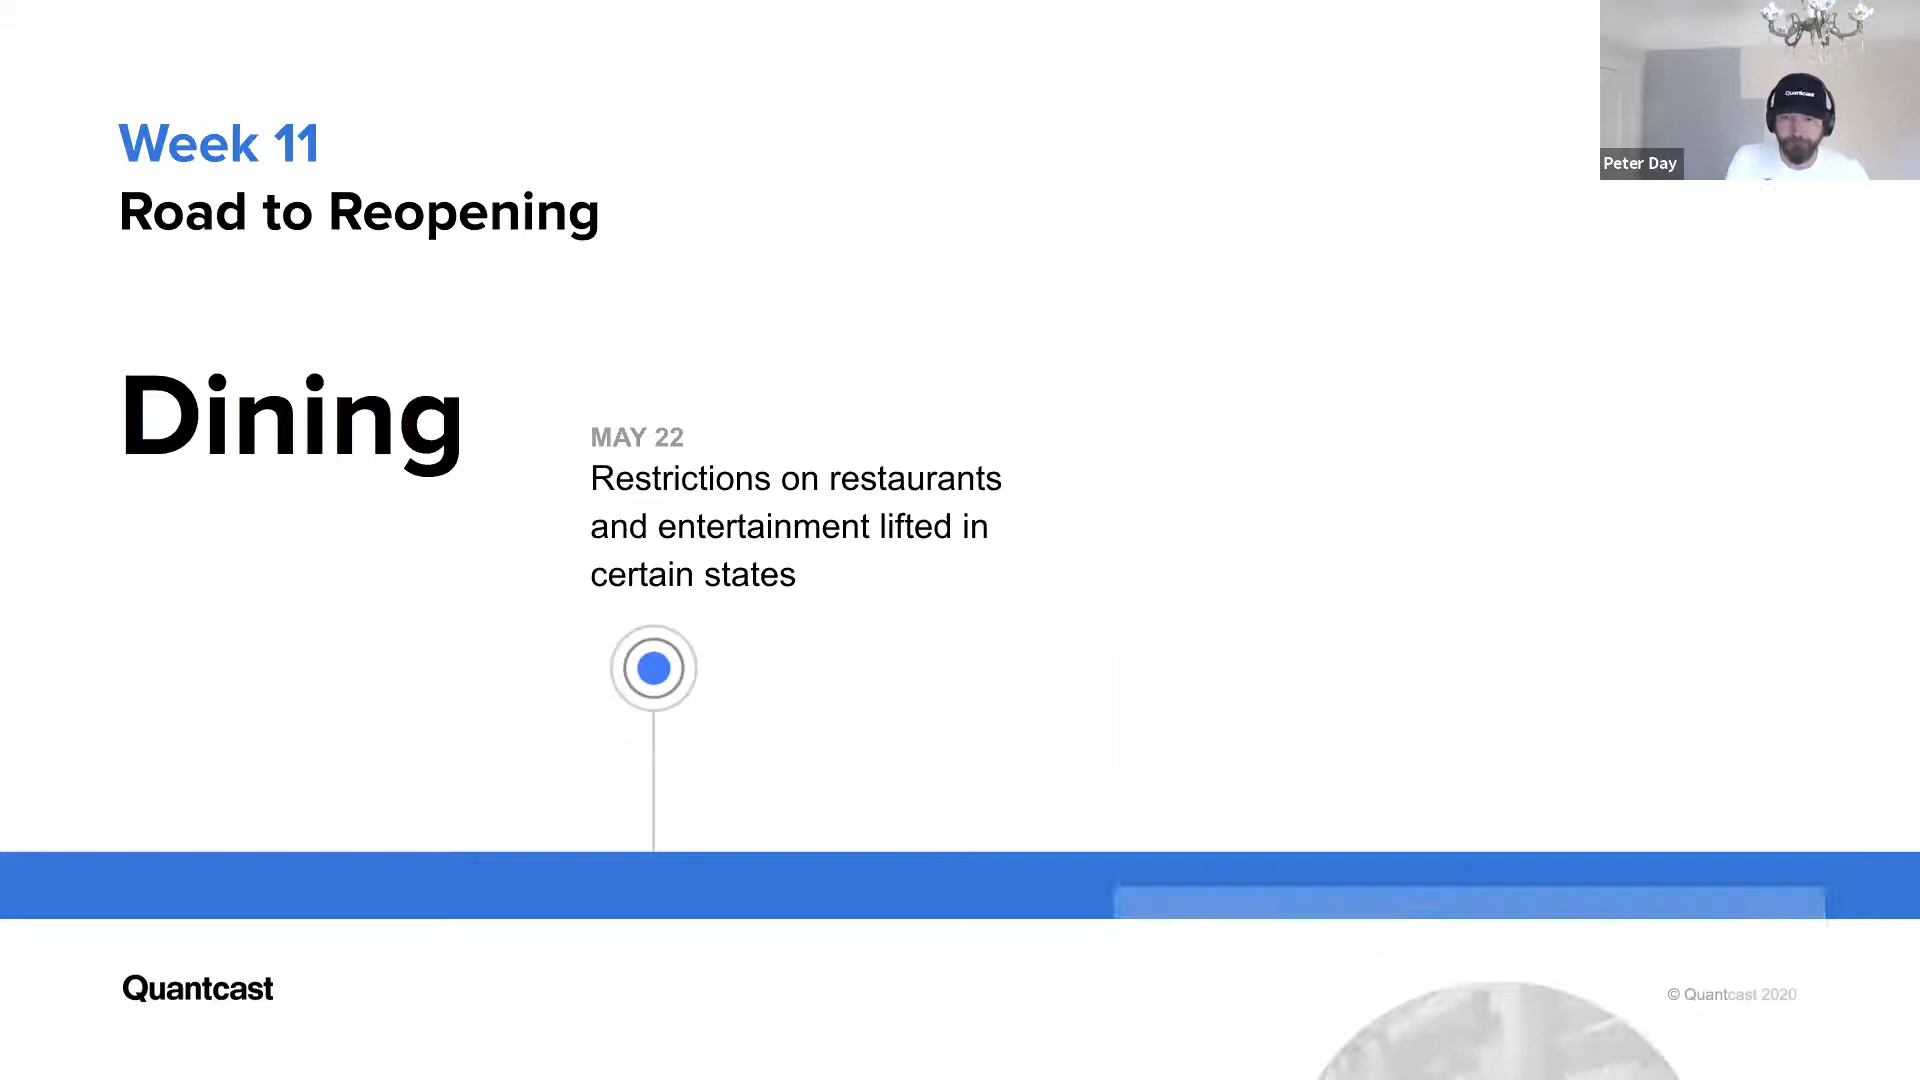 Week 11
Road to Reopening
Quantcast
Peter Day
Dining
MAY 22
Restrictions on restaurants
and entertainment lifted in
certain states
Quantcast
© Quantcast 2020